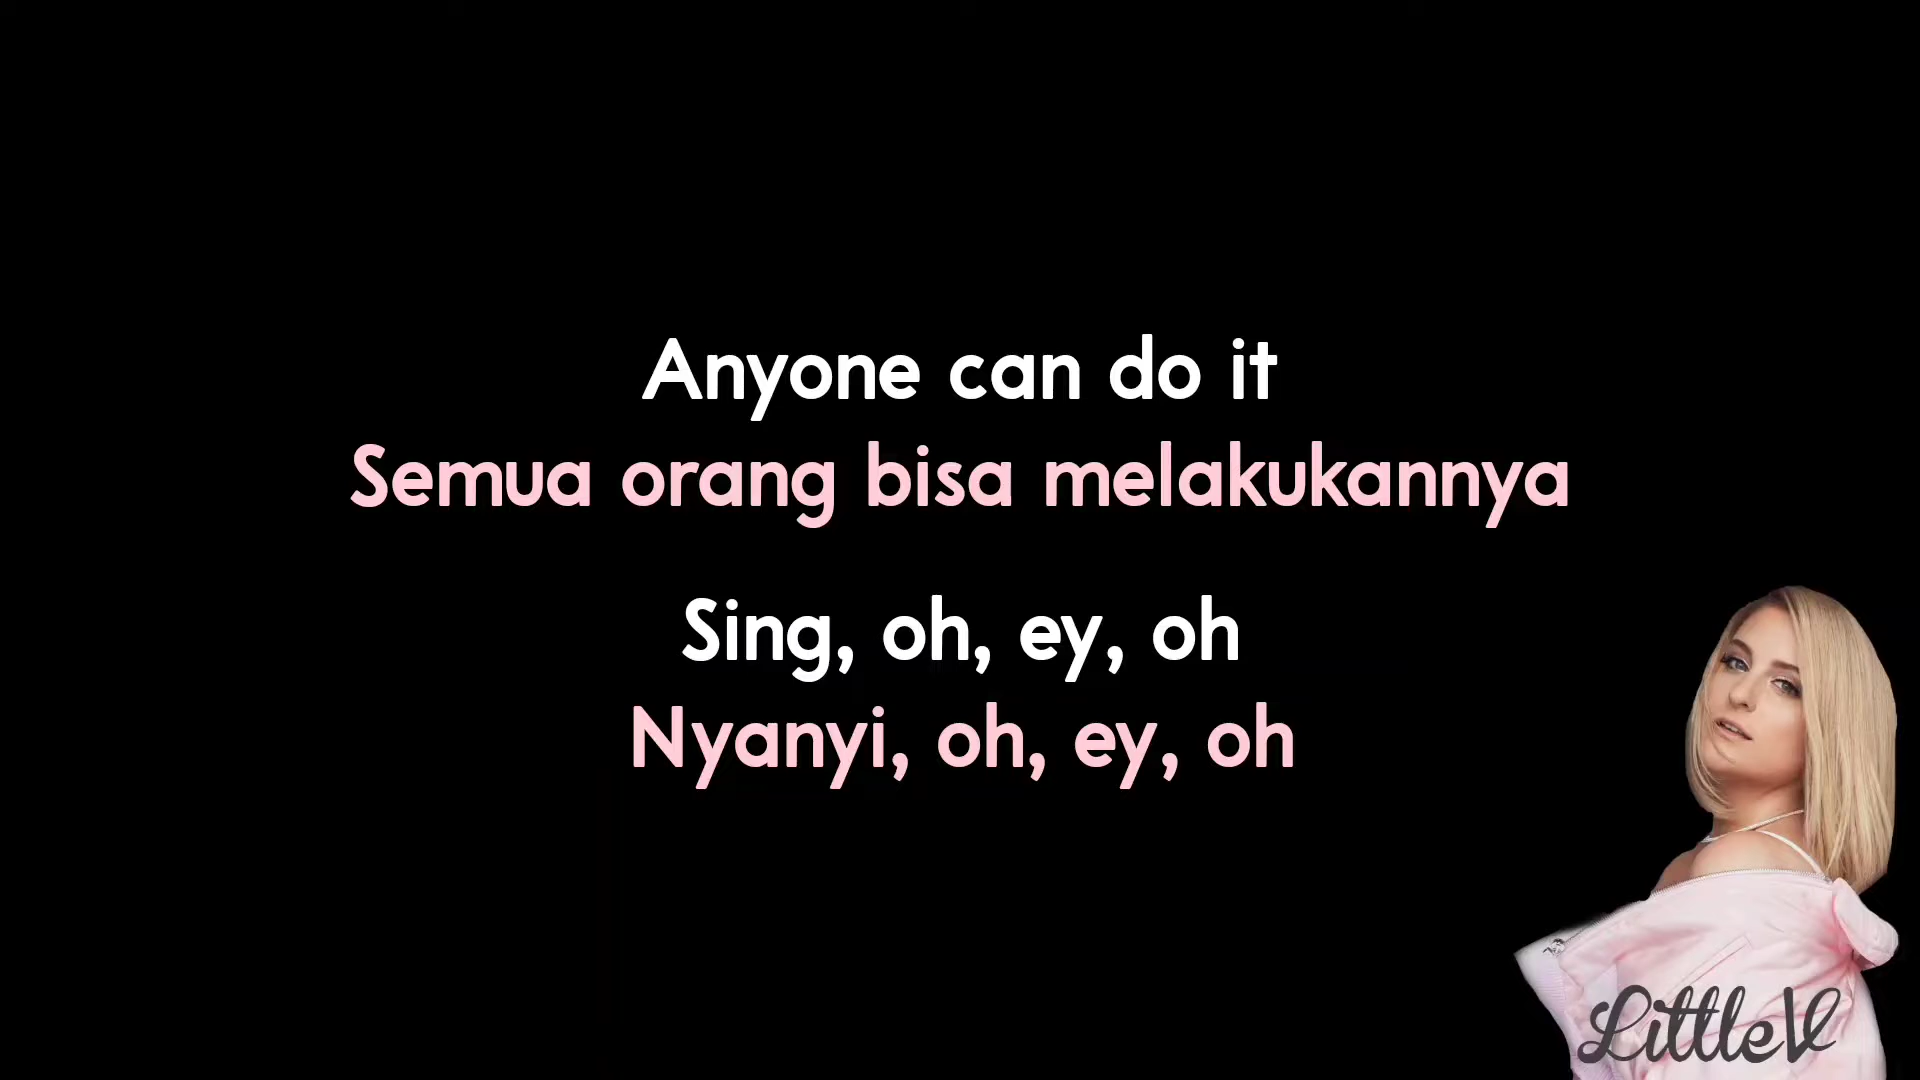 Anyone can do it
Semua orang bisa melakukannya
Sing, oh, ey, oh
Nyanyi, oh, ey, oh
LittleV